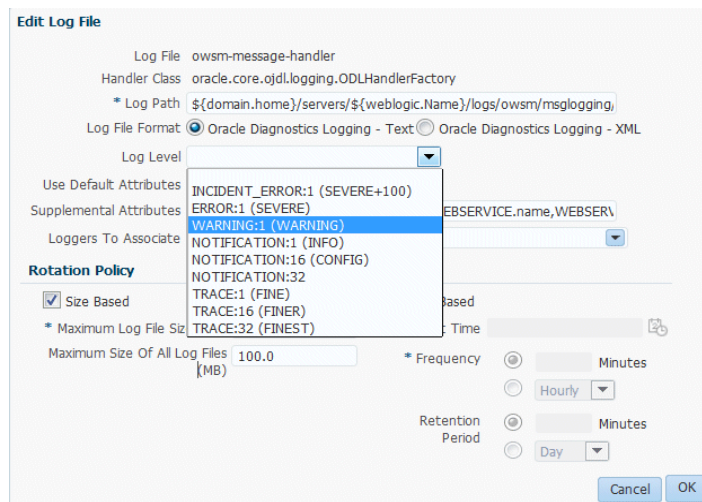 Edit Log File
Log File owsm-message-handler
Handler Class oracle.core.ojdl.logging.ODLHandlerFactory
* Log Path ${domain.home}/servers/${weblogic.Name}/logs/owsm/msglogging/
Log File Format Oracle Diagnostics Logging - Text Oracle Diagnostics Logging - XML
Log Level
Use Default Attributes
INCIDENT_ERROR:1 (SEVERE+100)
Supplemental Attributes ERROR:1 (SEVERE)
WARNING:1 (WARNING)
Loggers To Associate NOTIFICATION:1 (INFO)
NOTIFICATION:16 (CONFIG)
Rotation Policy NOTIFICATION:32
TRACE:1 (FINE)
Size Based TRACE:16 (FINER) Based
* Maximum Log File TRACE:32 (FINEST) Time
Maximum Size Of All Log Files (MB) 100.0
* Frequency Minutes
Hourly
Retention Period Minutes
Day
Cancel OK